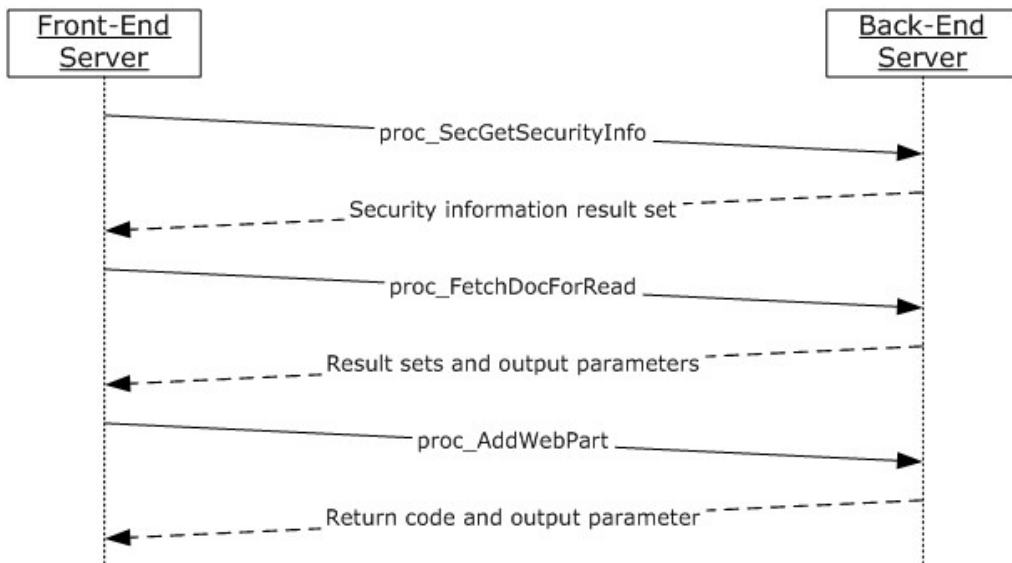 Front-End
Server
Back-End
Server
proc_SecGetSecurityInfo
Security information result set
proc_FetchDocForRead
Result sets and output parameters
proc_AddWebPart
Return code and output parameter